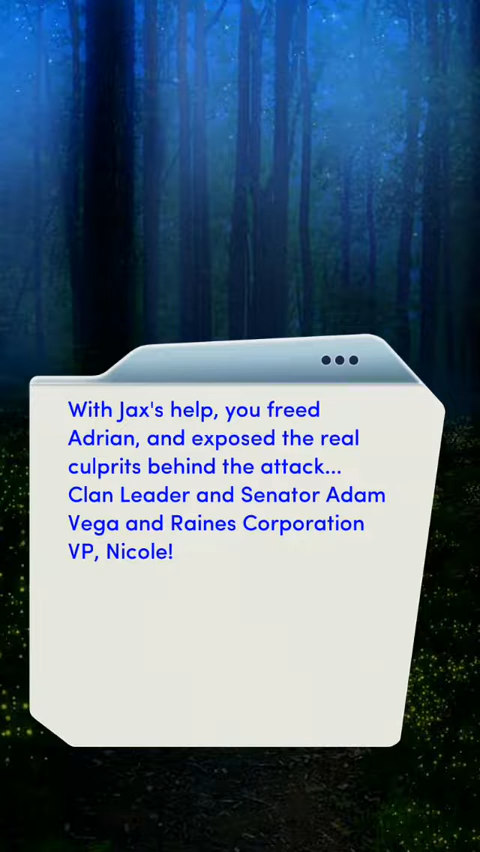 With Jax's help, you freed
Adrian, and exposed the real
culprits behind the attack...
Clan Leader and Senator Adam
Vega and Raines Corporation
VP, Nicole!